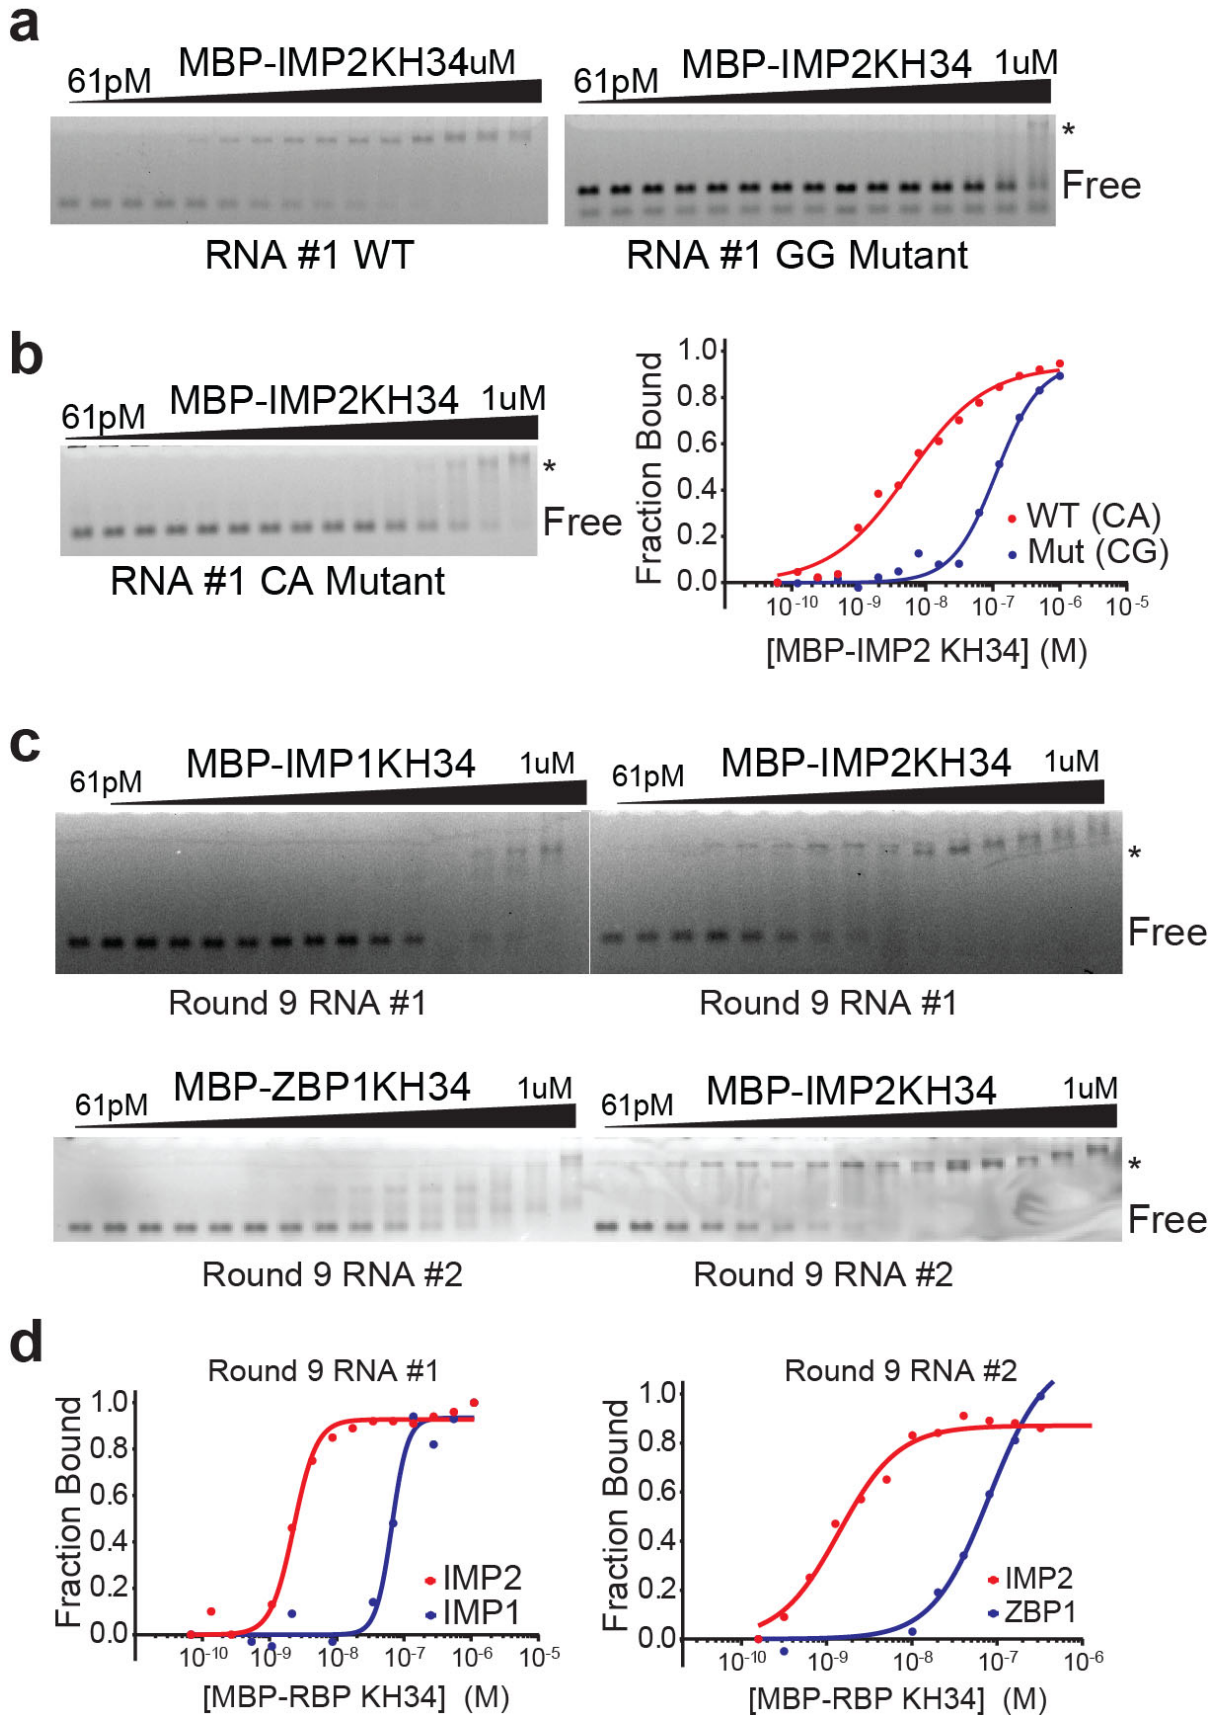 a
61pM MBP-IMP2KH34 1uM
61pM MBP-IMP2KH34 1uM
*
Free
RNA #1 WT
RNA #1 GG Mutant
b
61pM MBP-IMP2KH34 1uM
*
Free
RNA #1 CA Mutant
Fraction Bound
1.0
0.8
0.6
0.4
0.2
0.0
WT (CA)
Mut (CG)
10-10 10-9 10-8 10-7 10-6 10-5
[MBP-IMP2 KH34] (M)
c
61pM MBP-IMP1KH34 1uM
61pM MBP-IMP2KH34 1uM
*
Free
Round 9 RNA #1
Round 9 RNA #1
61pM MBP-ZBP1KH34 1uM
61pM MBP-IMP2KH34 1uM
*
Free
Round 9 RNA #2
Round 9 RNA #2
d
Round 9 RNA #1
Fraction Bound
1.0
0.8
0.6
0.4
0.2
0.0
IMP2
IMP1
10-10 10-9 10-8 10-7 10-6 10-5
[MBP-RBP KH34] (M)
Round 9 RNA #2
Fraction Bound
1.0
0.8
0.6
0.4
0.2
0.0
IMP2
ZBP1
10-10 10-9 10-8 10-7 10-6
[MBP-RBP KH34] (M)